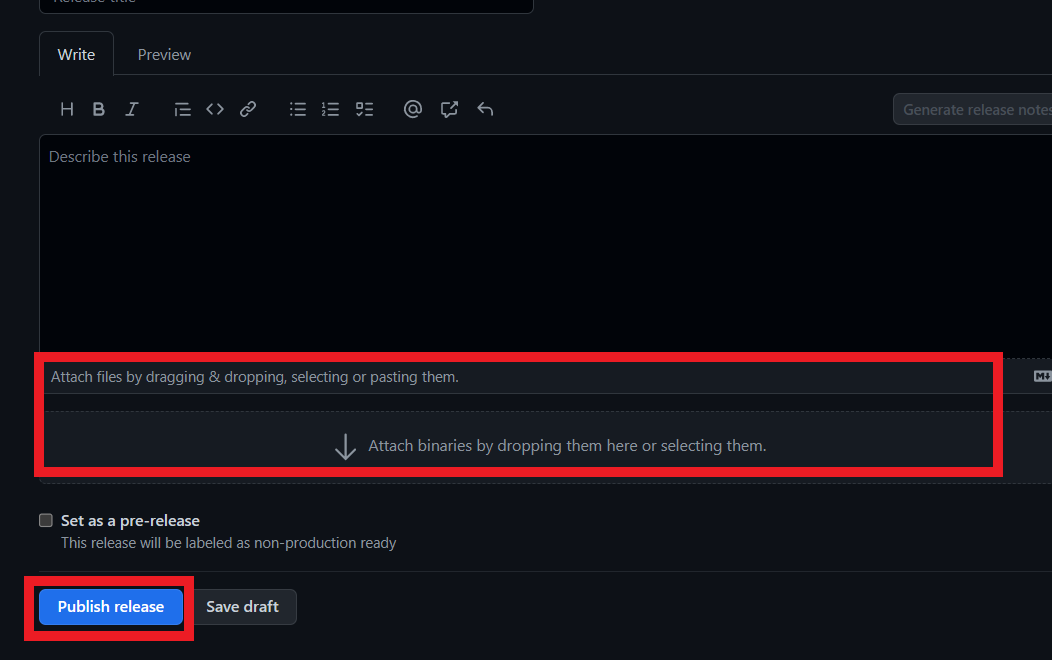 Release title
Write Preview
H B I @ Generate release notes
Describe this release
Attach files by dragging & dropping, selecting or pasting them.
Attach binaries by dropping them here or selecting them.
Set as a pre-release
This release will be labeled as non-production ready
Publish release Save draft